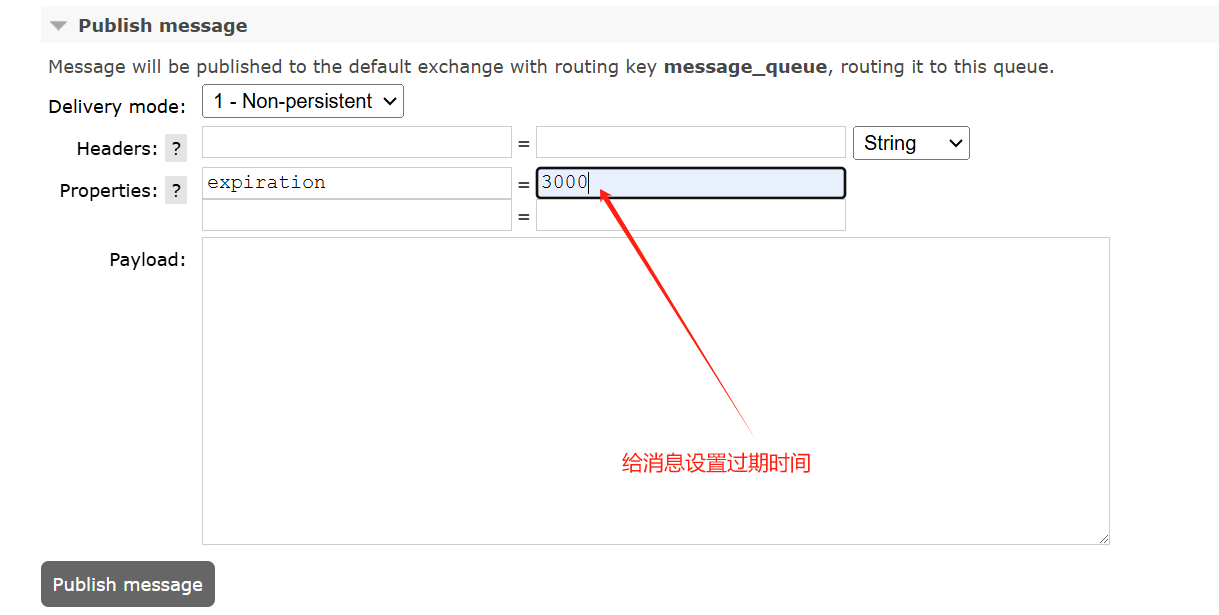 Publish message
Message will be published to the default exchange with routing key message_queue, routing it to this queue.
Delivery mode: 1 - Non-persistent
Headers: ? = String
Properties: ? expiration = 3000
=
Payload:
给消息设置过期时间
Publish message